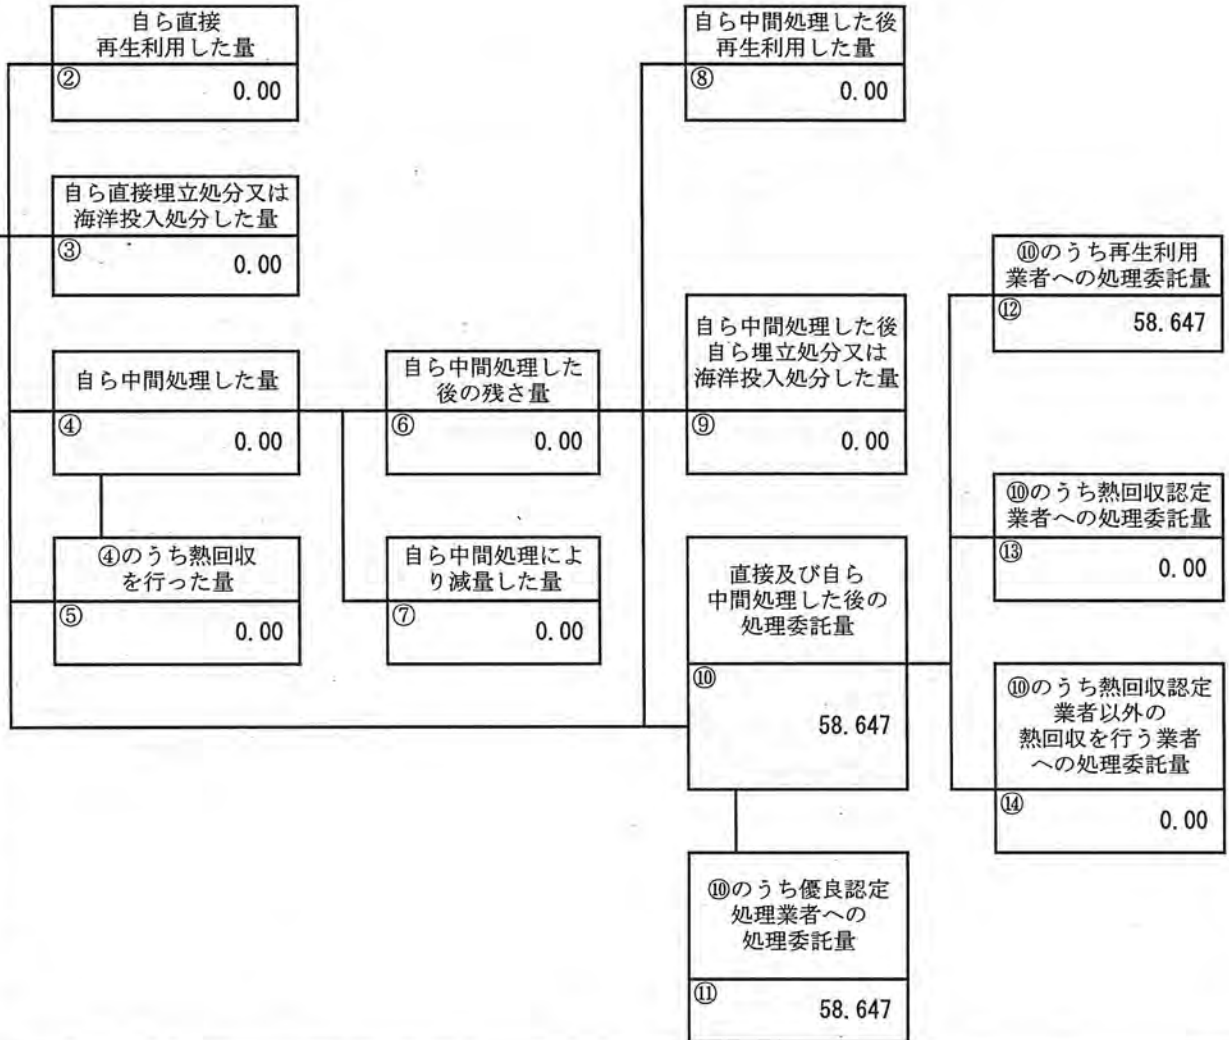 自ら直接
再生利用した量
②
0.00
自ら直接埋立処分又は
海洋投入処分した量
③
0.00
自ら中間処理した量
④
0.00
④のうち熱回収
を行った量
⑤
0.00
自ら中間処理した
後の残さ量
⑥
0.00
自ら中間処理によ
り減量した量
⑦
0.00
自ら中間処理した後
再生利用した量
⑧
0.00
自ら中間処理した後
自ら埋立処分又は
海洋投入処分した量
⑨
0.00
直接及び自ら
中間処理した後の
処理委託量
⑩
58.647
⑩のうち優良認定
処理業者への
処理委託量
⑪
58.647
⑩のうち再生利用
業者への処理委託量
⑫
58.647
⑩のうち熱回収認定
業者への処理委託量
⑬
0.00
⑩のうち熱回収認定
業者以外の
熱回収を行う業者
への処理委託量
⑭
0.00